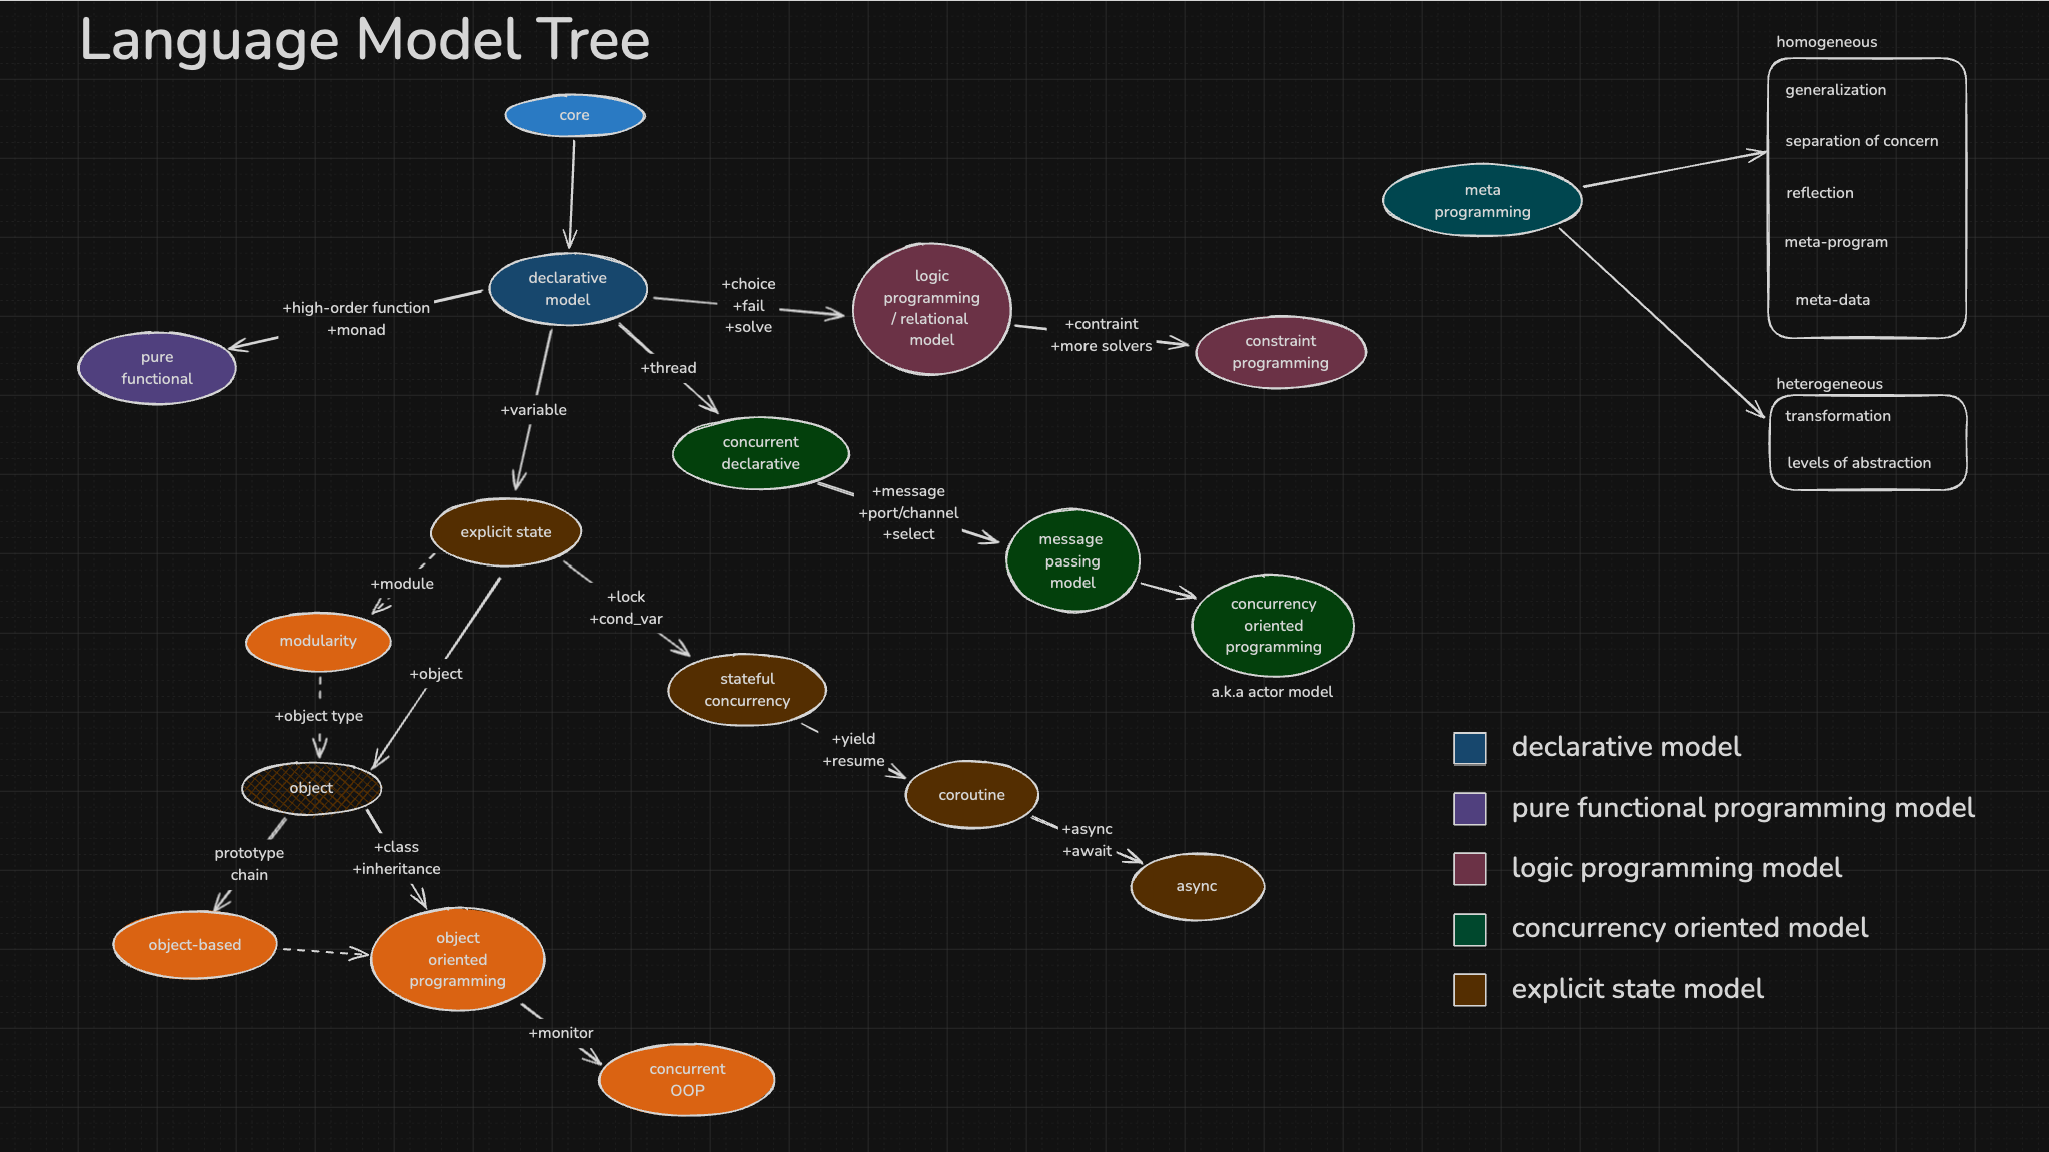 Language Model Tree
core
declarative
model
+high-order function
+monad
pure
functional
+choice
+fail
+solve
logic
programming
/ relational
model
+contraint
+more solvers
constraint
programming
+thread
concurrent
declarative
+message
+port/channel
+select
message
passing
model
concurrency
oriented
programming
a.k.a actor model
+variable
explicit state
+module
modularity
+object type
+object
object
prototype
chain
object-based
+class
+inheritance
object
oriented
programming
+monitor
concurrent
OOP
+lock
+cond_var
stateful
concurrency
+yield
+resume
coroutine
+async
+await
async
meta
programming
homogeneous
generalization
separation of concern
reflection
meta-program
meta-data
heterogeneous
transformation
levels of abstraction
declarative model
pure functional programming model
logic programming model
concurrency oriented model
explicit state model